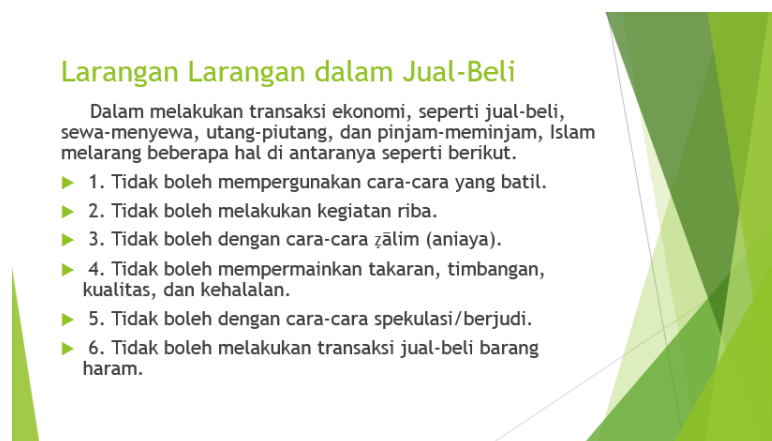 Larangan Larangan dalam Jual-Beli
Dalam melakukan transaksi ekonomi, seperti jual-beli,
sewa-menyewa, utang-piutang, dan pinjam-meminjam, Islam
melarang beberapa hal di antaranya seperti berikut.
1. Tidak boleh mempergunakan cara-cara yang batil.
2. Tidak boleh melakukan kegiatan riba.
3. Tidak boleh dengan cara-cara ẓālim (aniaya).
4. Tidak boleh mempermainkan takaran, timbangan,
kualitas, dan kehalalan.
5. Tidak boleh dengan cara-cara spekulasi/berjudi.
6. Tidak boleh melakukan transaksi jual-beli barang
haram.